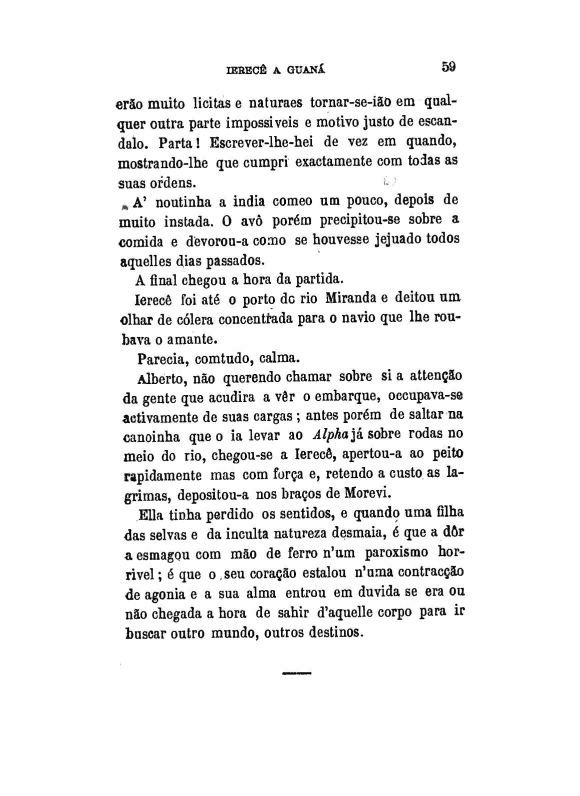 IERECÊ A GUANÁ 59
erão muito licitas e naturaes tornar-se-ião em qual-
quer outra parte impossiveis e motivo justo de escan-
dalo. Parta! Escrever-lhe-hei de vez em quando,
mostrando-lhe que cumpri exactamente com todas as
suas ordens.
A' noutinha a india comeo um pouco, depois de
muito instada. O avô porém precipitou-se sobre a
comida e devorou-a como se houvesse jejuado todos
aquelles dias passados.
A final chegou a hora da partida.
Ierecê foi até o porto do rio Miranda e deitou um
olhar de cólera concentrada para o navio que lhe rou-
bava o amante.
Parecia, comtudo, calma.
Alberto, não querendo chamar sobre si a attenção
da gente que acudira a vêr o embarque, occupava-se
activamente de suas cargas; antes porém de saltar na
canoinha que o ia levar ao Alpha já sobre rodas no
meio do rio, chegou-se a Ierecê, apertou-a ao peito
rapidamente mas com força e, retendo a custo as la-
grimas, depositou-a nos braços de Morevi.
Ella tinha perdido os sentidos, e quando uma filha
das selvas e da inculta natureza desmaia, é que a dôr
a esmagou com mão de ferro n'um paroxismo hor-
rivel; é que o seu coração estalou n'uma contracção
de agonia e a sua alma entrou em duvida se era ou
não chegada a hora de sahir d'aquelle corpo para ir
buscar outro mundo, outros destinos.